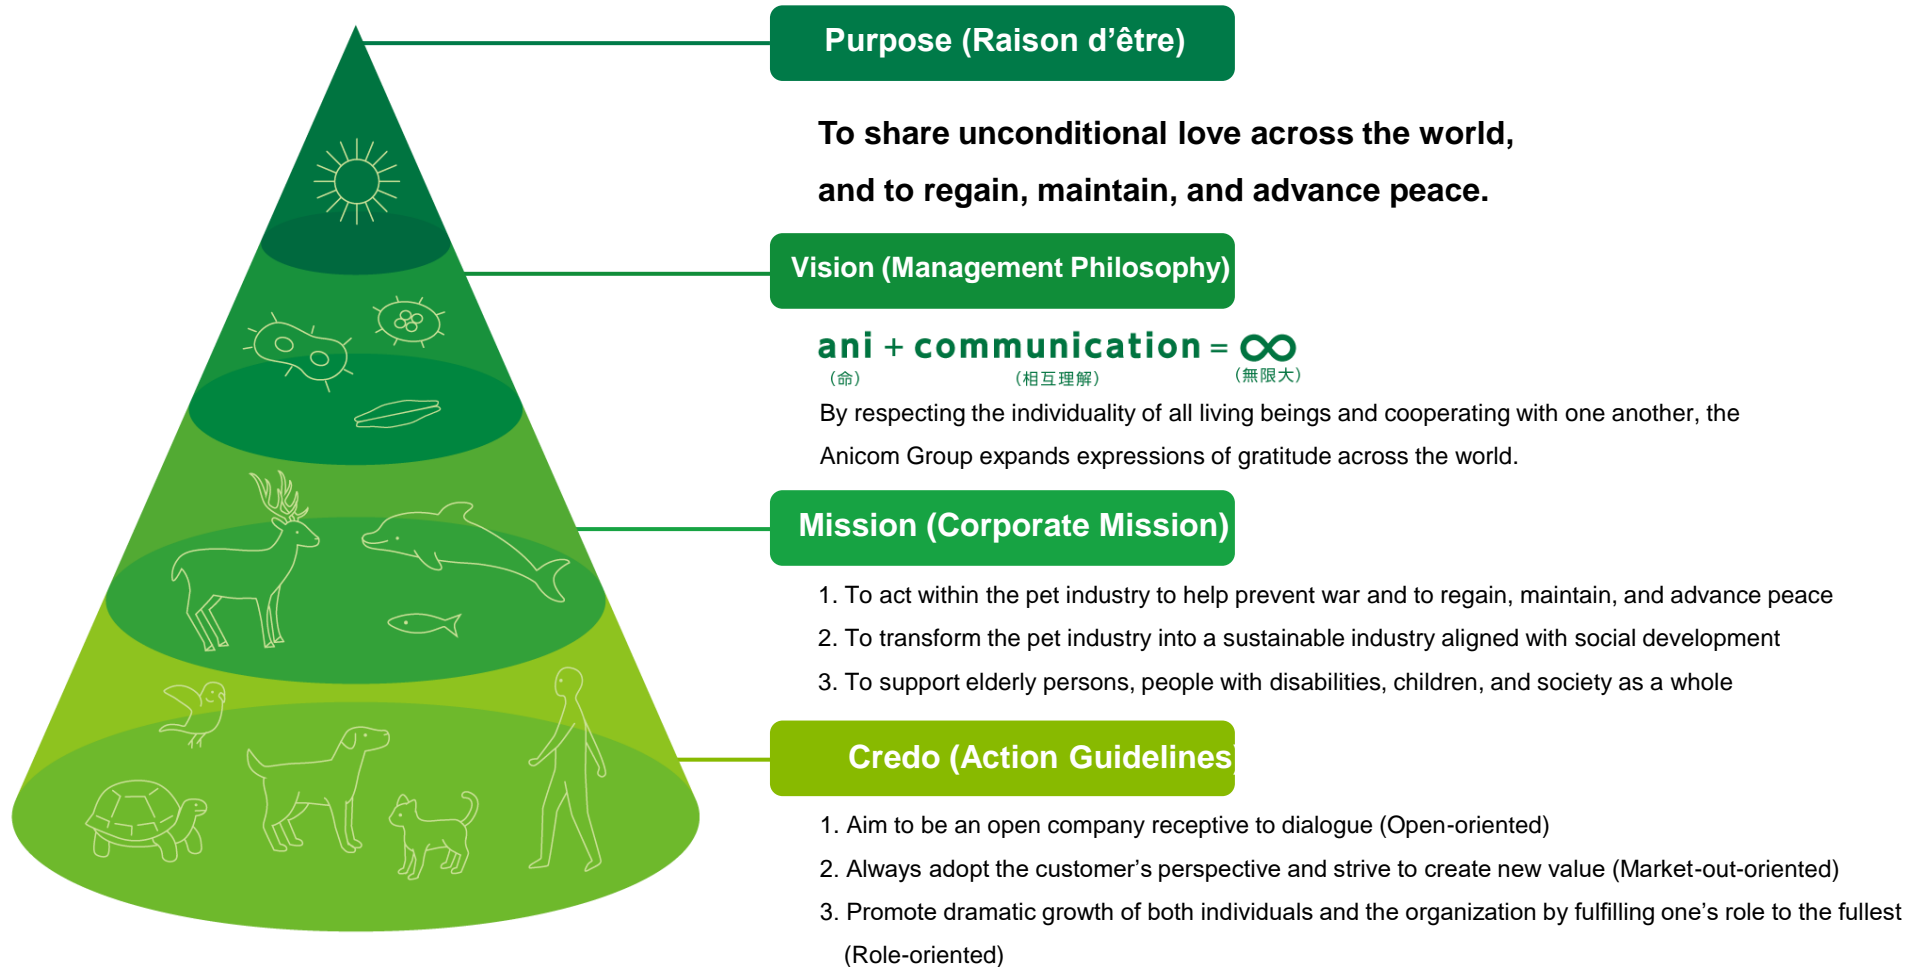 Purpose (Raison d’être)
To share unconditional love across the world,
and to regain, maintain, and advance peace.
Vision (Management Philosophy)
ani + communication = ∞
(命) (相互理解) (無限大)
By respecting the individuality of all living beings and cooperating with one another, the
Anicom Group expands expressions of gratitude across the world.
Mission (Corporate Mission)
1. To act within the pet industry to help prevent war and to regain, maintain, and advance peace
2. To transform the pet industry into a sustainable industry aligned with social development
3. To support elderly persons, people with disabilities, children, and society as a whole
Credo (Action Guidelines)
1. Aim to be an open company receptive to dialogue (Open-oriented)
2. Always adopt the customer’s perspective and strive to create new value (Market-out-oriented)
3. Promote dramatic growth of both individuals and the organization by fulfilling one’s role to the fullest
(Role-oriented)